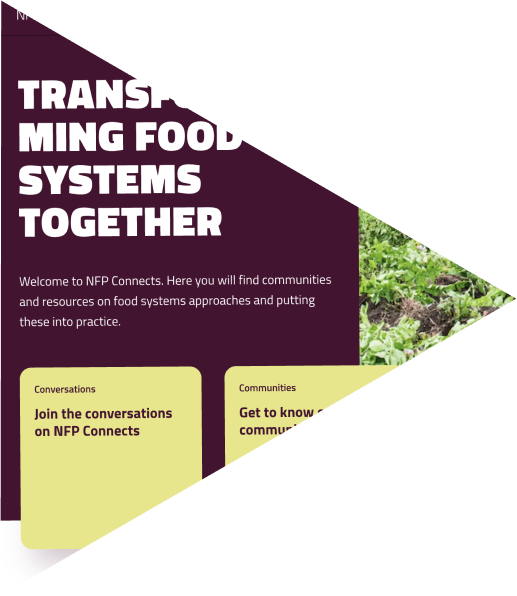 MING FOOD
SYSTEMS
TOGETHER
Welcome to NFP Connects. Here you will find communities
and resources on food systems approaches and putting
these into practice.
Conversations
Join the conversations
on NFP Connects
Communities
Get to know